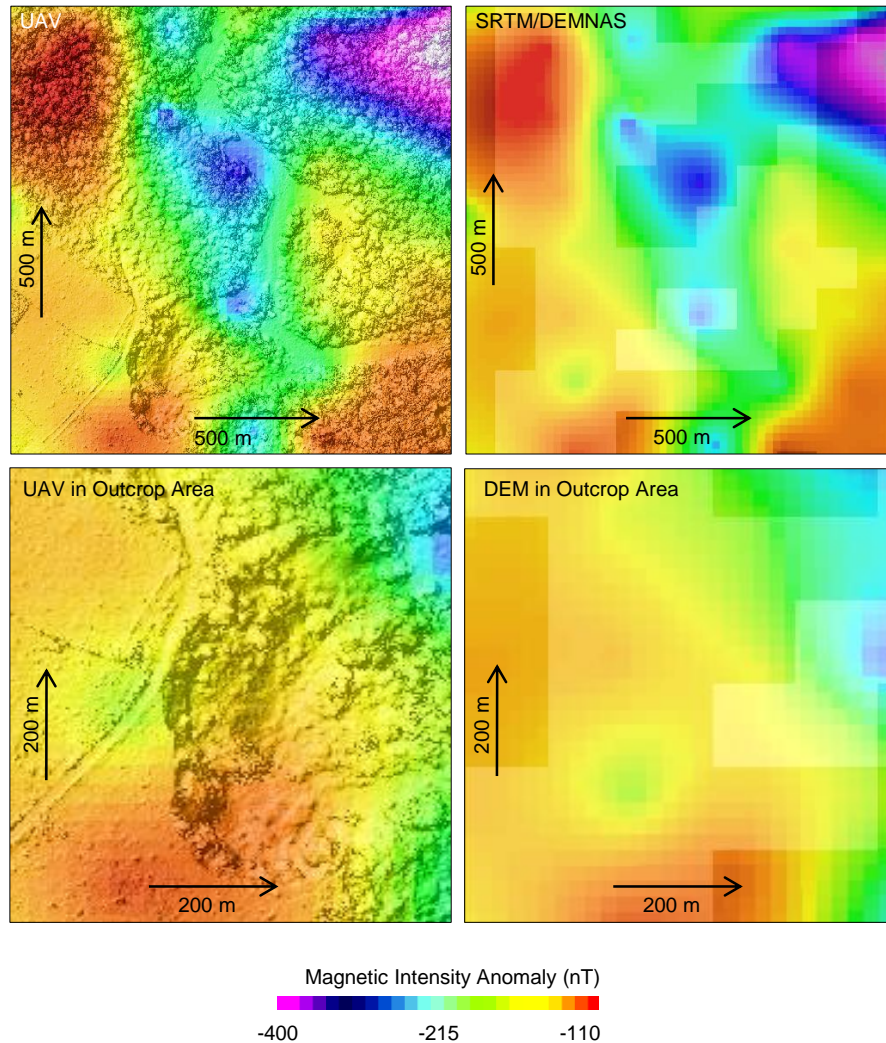 UAV
SRTM/DEMNAS
500 m
500 m
500 m
500 m
UAV in Outcrop Area
DEM in Outcrop Area
200 m
200 m
200 m
200 m
Magnetic Intensity Anomaly (nT)
-400 -215 -110